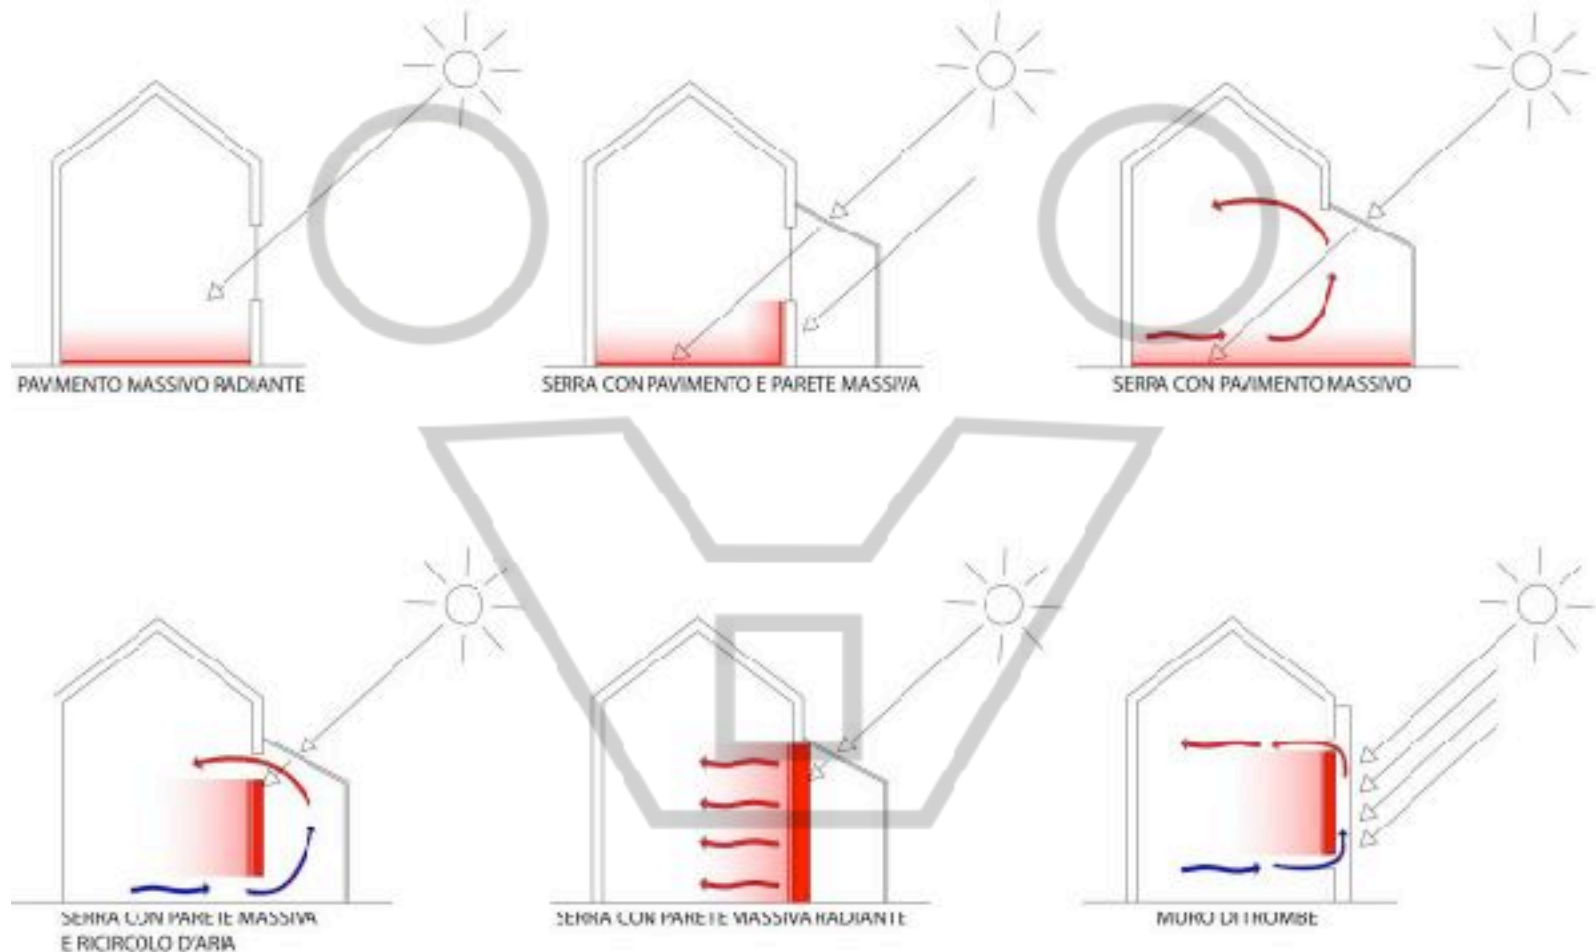 PAVIMENTO MASSIVO RADIANTE
SERRA CON PAVIMENTO E PARETE MASSIVA
SERRA CON PAVIMENTO MASSIVO
SERRA CON PARETE MASSIVA
E RICIRCOLO D'ARIA
SERRA CON PARETE MASSIVA RADIANTE
MURO DI TROMBE